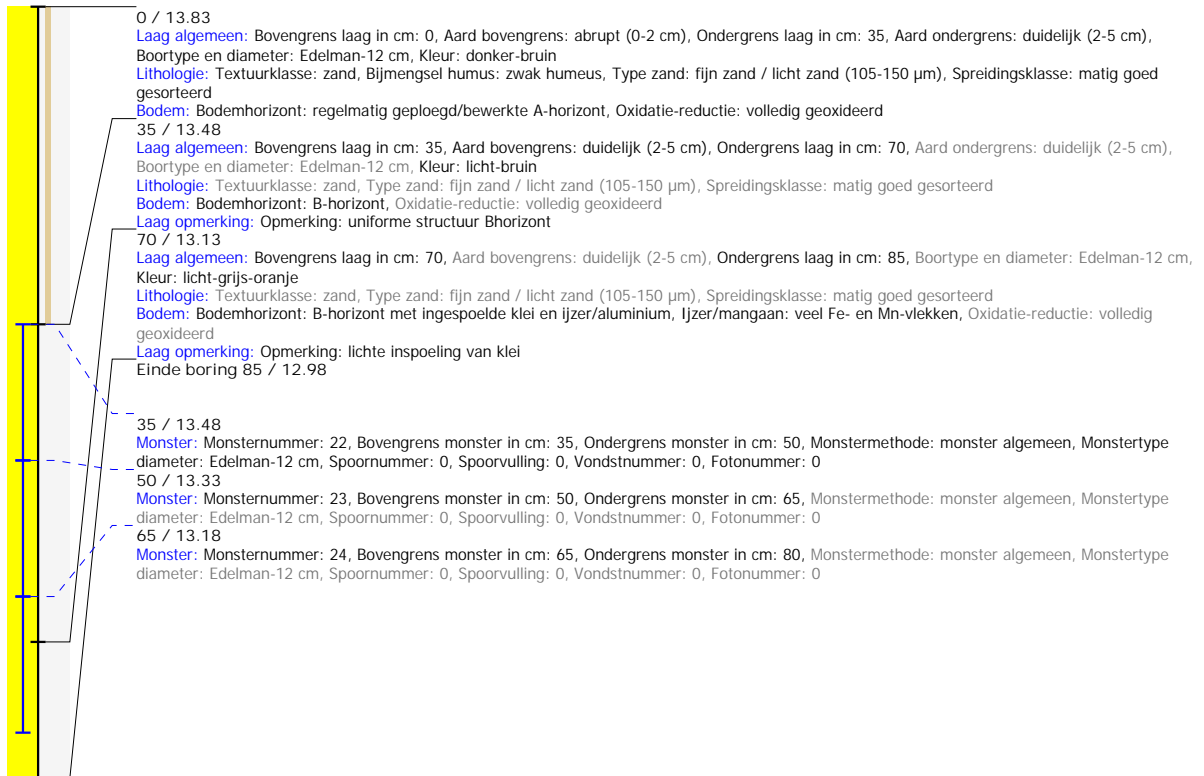 0 / 13.83
Laag algemeen: Bovengrens laag in cm: 0, Aard bovengrens: abrupt (0-2 cm), Ondergrens laag in cm: 35, Aard ondergrens: duidelijk (2-5 cm),
Boortype en diameter: Edelman-12 cm, Kleur: donker-bruin
Lithologie: Textuurklasse: zand, Bijmengsel humus: zwak humeus, Type zand: fijn zand / licht zand (105-150 µm), Spreidingsklasse: matig goed
gesorteerd
Bodem: Bodemhorizont: regelmatig geploegd/bewerkte A-horizont, Oxidatie-reductie: volledig geoxideerd
35 / 13.48
Laag algemeen: Bovengrens laag in cm: 35, Aard bovengrens: duidelijk (2-5 cm), Ondergrens laag in cm: 70, Aard ondergrens: duidelijk (2-5 cm),
Boortype en diameter: Edelman-12 cm, Kleur: licht-bruin
Lithologie: Textuurklasse: zand, Type zand: fijn zand / licht zand (105-150 µm), Spreidingsklasse: matig goed gesorteerd
Bodem: Bodemhorizont: B-horizont, Oxidatie-reductie: volledig geoxideerd
Laag opmerking: Opmerking: uniforme structuur Bhorizont
70 / 13.13
Laag algemeen: Bovengrens laag in cm: 70, Aard bovengrens: duidelijk (2-5 cm), Ondergrens laag in cm: 85, Boortype en diameter: Edelman-12 cm,
Kleur: licht-grijs-oranje
Lithologie: Textuurklasse: zand, Type zand: fijn zand / licht zand (105-150 µm), Spreidingsklasse: matig goed gesorteerd
Bodem: Bodemhorizont: B-horizont met ingespoelde klei en ijzer/aluminium, Ijzer/mangaan: veel Fe- en Mn-vlekken, Oxidatie-reductie: volledig
geoxideerd
Laag opmerking: Opmerking: lichte inspoeling van klei
Einde boring 85 / 12.98
35 / 13.48
Monster: Monsternummer: 22, Bovengrens monster in cm: 35, Ondergrens monster in cm: 50, Monstermethode: monster algemeen, Monstertype
diameter: Edelman-12 cm, Spoornummer: 0, Spoorvulling: 0, Vondstnummer: 0, Fotonummer: 0
50 / 13.33
Monster: Monsternummer: 23, Bovengrens monster in cm: 50, Ondergrens monster in cm: 65, Monstermethode: monster algemeen, Monstertype
diameter: Edelman-12 cm, Spoornummer: 0, Spoorvulling: 0, Vondstnummer: 0, Fotonummer: 0
65 / 13.18
Monster: Monsternummer: 24, Bovengrens monster in cm: 65, Ondergrens monster in cm: 80, Monstermethode: monster algemeen, Monstertype
diameter: Edelman-12 cm, Spoornummer: 0, Spoorvulling: 0, Vondstnummer: 0, Fotonummer: 0